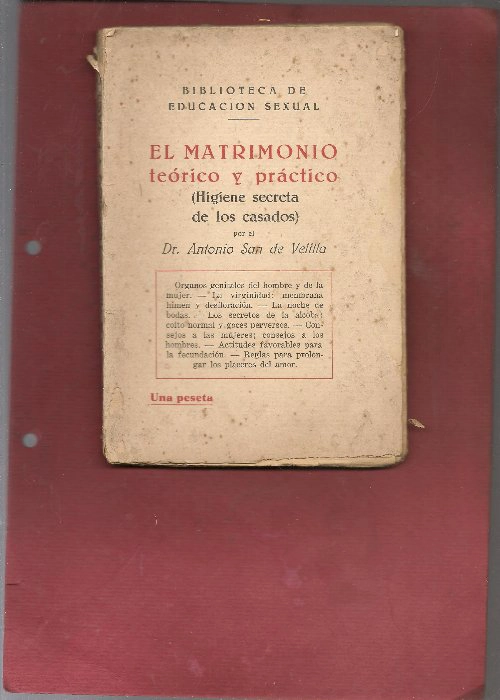 BIBLIOTECA DE
EDUCACION SEXUAL
EL MATRIMONIO
teórico y práctico
(Higiene secreta
de los casados)
por el
Dr. Antonio San de Velilla
Organos genitales del hombre y de la
mujer. — La virginidad: membrana
himen y desfloración. — La noche de
bodas. — Los secretos de la alcoba:
coito normal y goces perversos. — Con-
sejos a las mujeres; consejos a los
hombres. — Actitudes favorables para
la fecundación. — Reglas para prolon-
gar los placeres del amor.
Una peseta